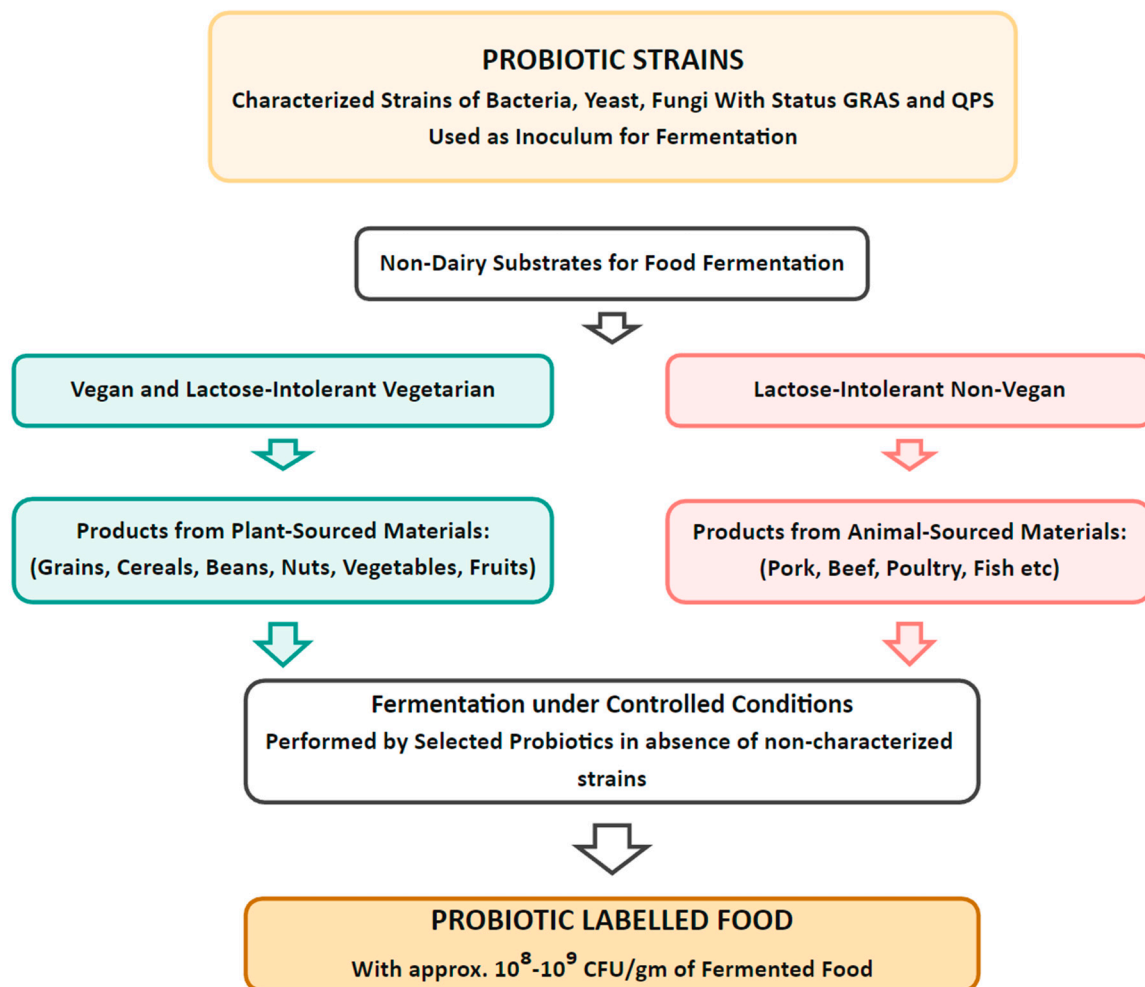 PROBIOTIC STRAINS
Characterized Strains of Bacteria, Yeast, Fungi With Status GRAS and QPS
Used as Inoculum for Fermentation
Non-Dairy Substrates for Food Fermentation
Vegan and Lactose-Intolerant Vegetarian
Lactose-Intolerant Non-Vegan
Products from Plant-Sourced Materials:
(Grains, Cereals, Beans, Nuts, Vegetables, Fruits)
Products from Animal-Sourced Materials:
(Pork, Beef, Poultry, Fish etc)
Fermentation under Controlled Conditions
Performed by Selected Probiotics in absence of non-characterized
strains
PROBIOTIC LABELLED FOOD
With approx. 10⁸-10⁹ CFU/gm of Fermented Food